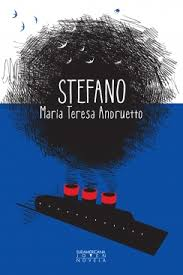 STEFANO
María Teresa Andruetto
SUDAMERICANA
JOVEN
NOVELA